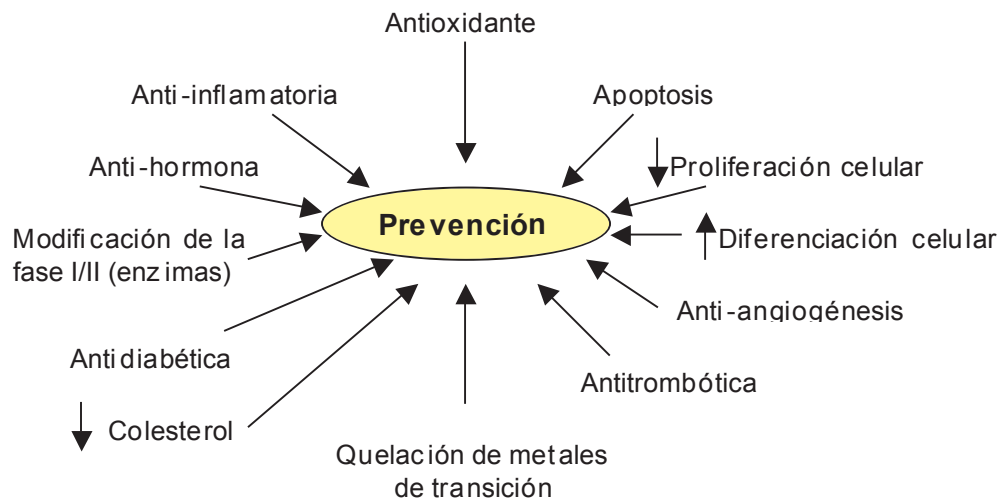 Antioxidante
Anti-inflamatoria
Apoptosis
Anti-hormona
↓ Proliferación celular
Prevención
Modificación de la
fase I/II (enzimas)
↑ Diferenciación celular
Anti-angiogénesis
Antidiabética
Antitrombótica
↓ Colesterol
Quelación de metales
de transición